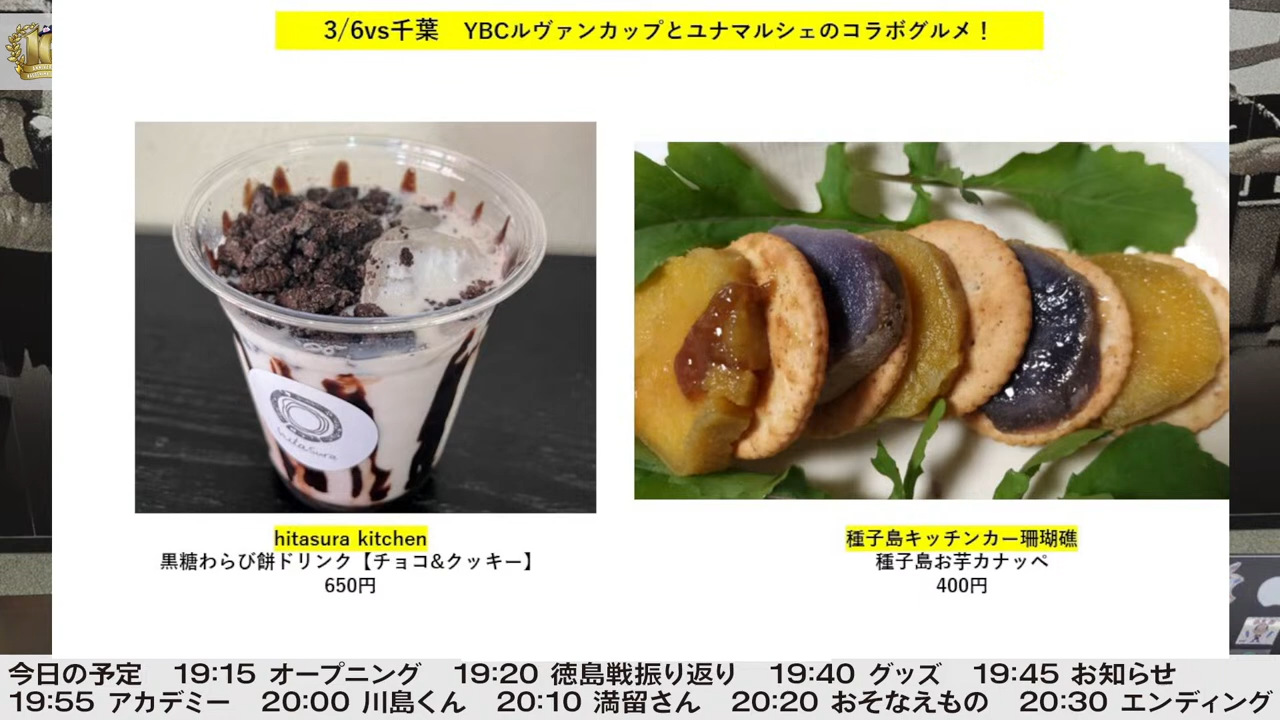 3/6vs千葉　YBCルヴァンカップとユナマルシェのコラボグルメ！
hitasura
hitasura kitchen
黒糖わらび餅ドリンク【チョコ&クッキー】
650円
種子島キッチンカー珊瑚礁
種子島お芋カナッペ
400円
今日の予定　19:15 オープニング　19:20 徳島戦振り返り　19:40 グッズ　19:45 お知らせ
19:55 アカデミー　20:00 川島くん　20:10 満留さん　20:20 おそなえもの　20:30 エンディング